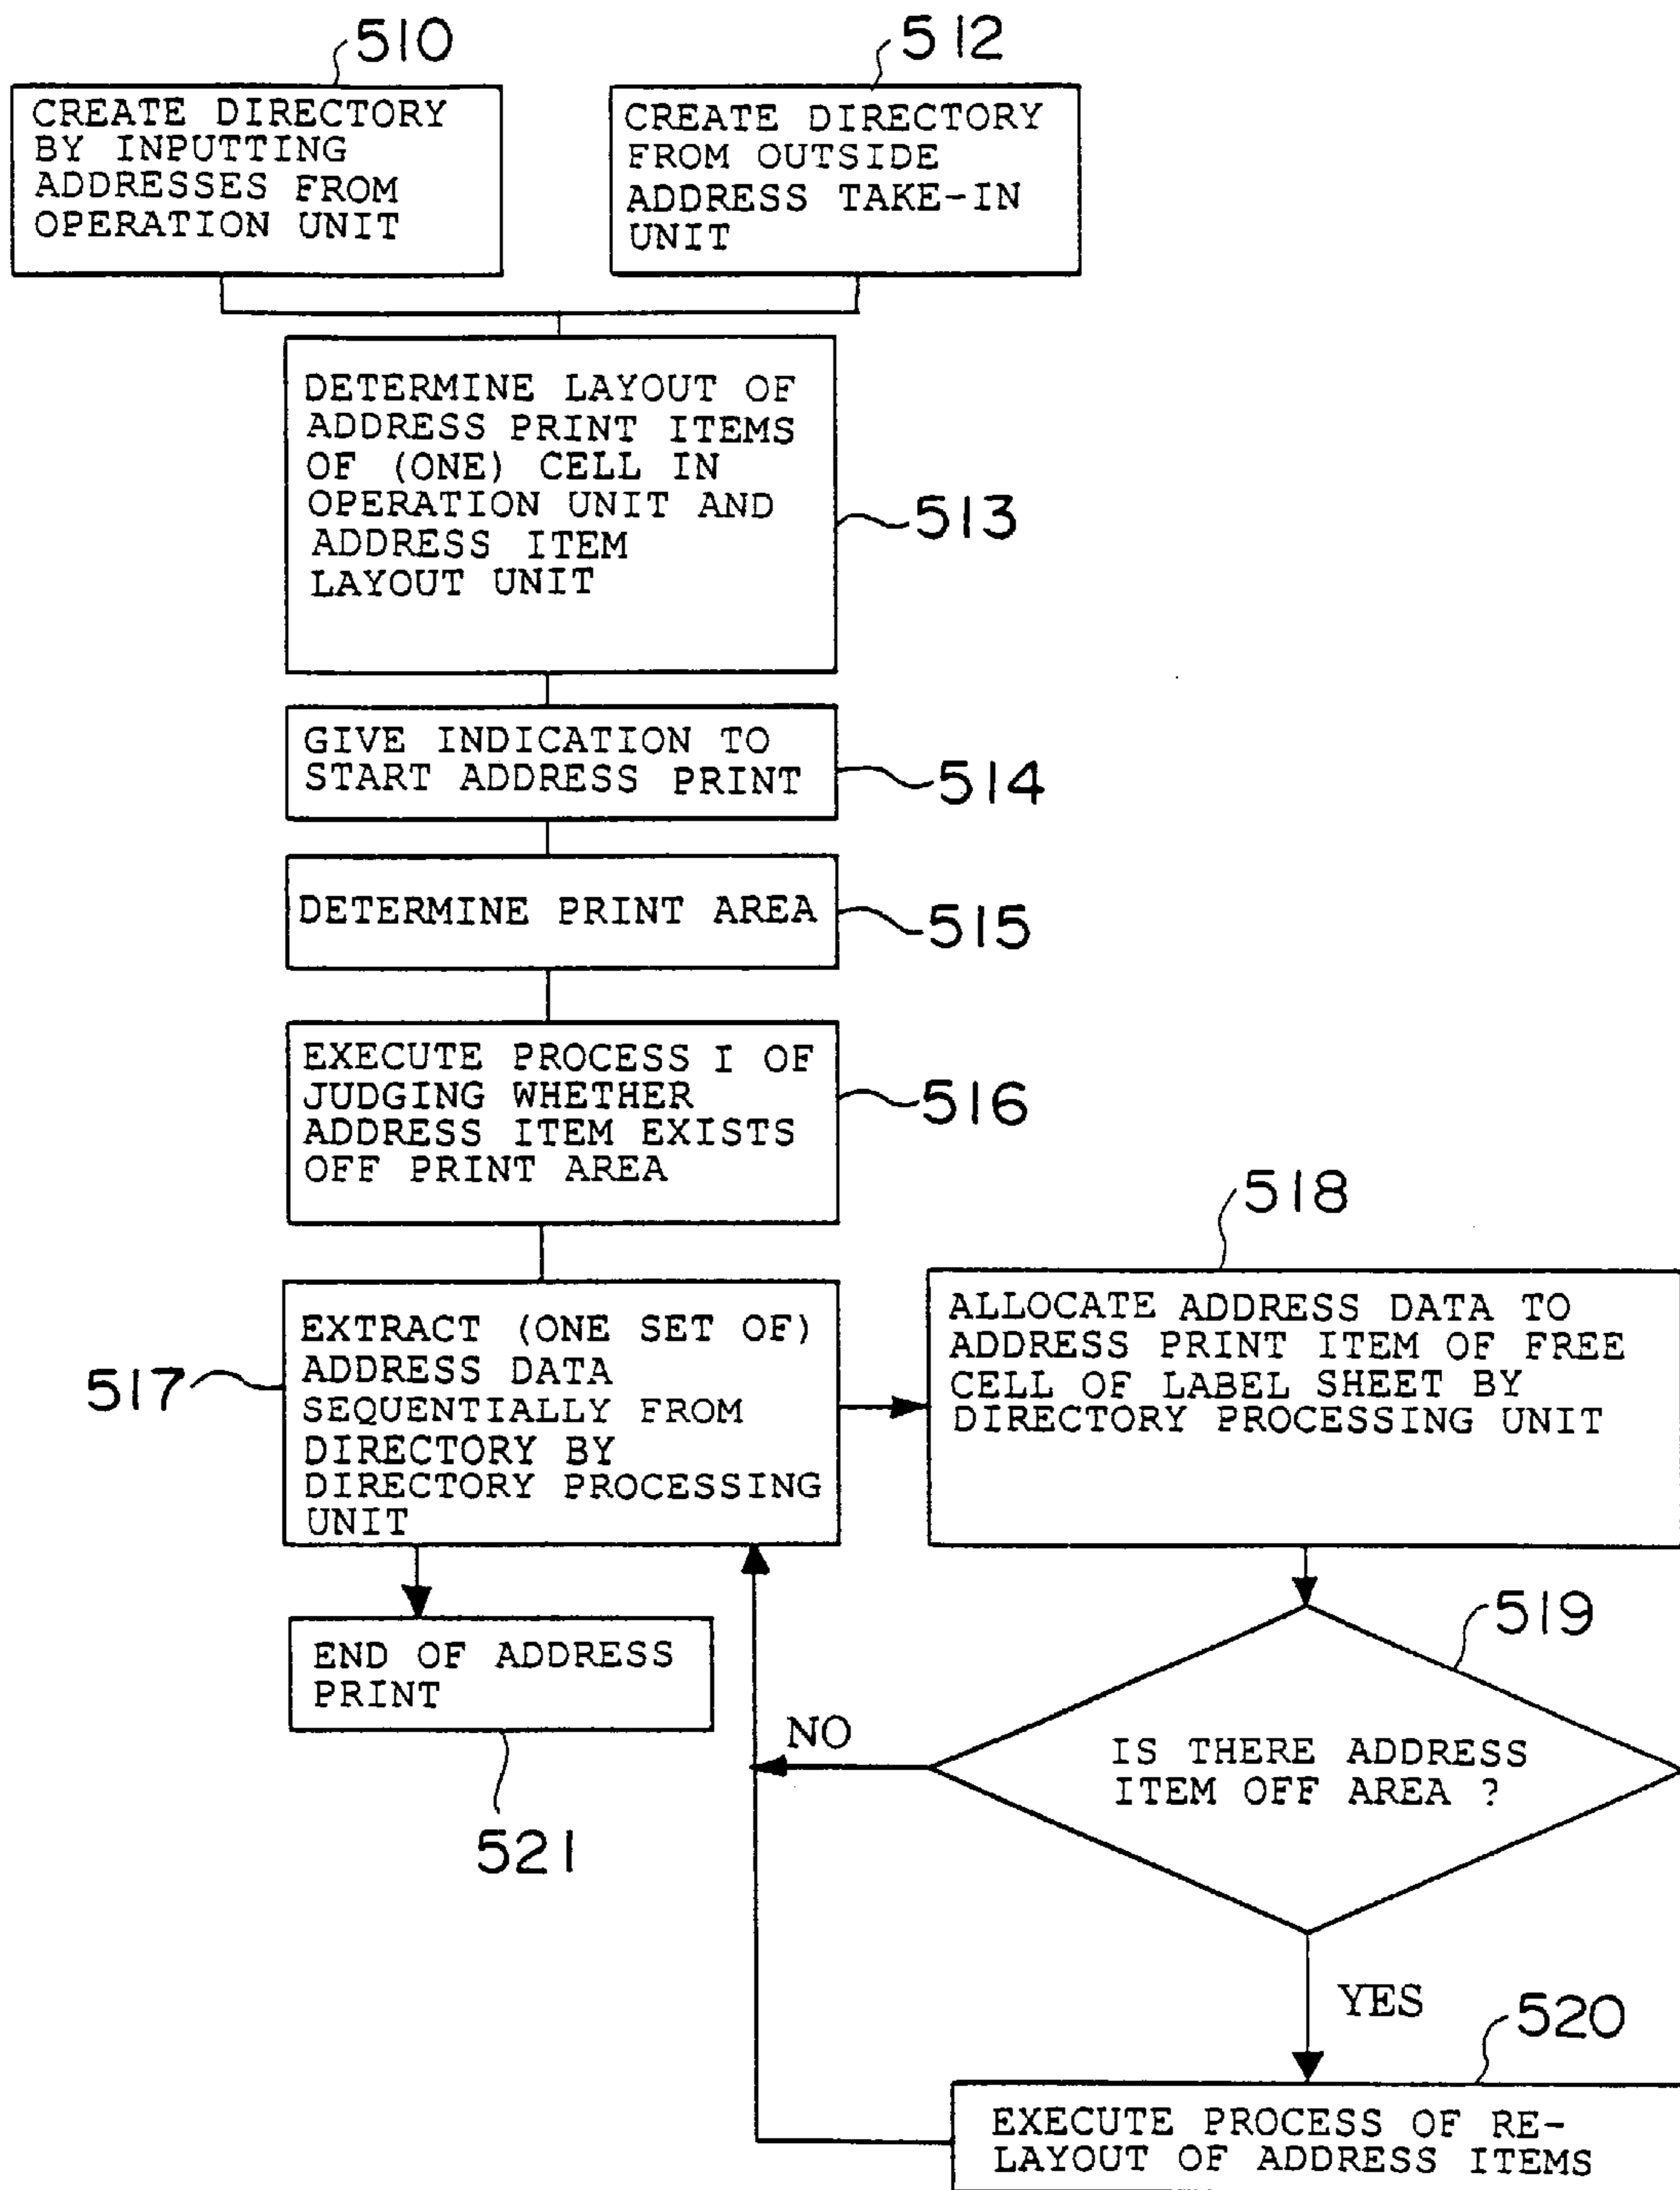 510
CREATE DIRECTORY
BY INPUTTING
ADDRESSES FROM
OPERATION UNIT
512
CREATE DIRECTORY
FROM OUTSIDE
ADDRESS TAKE-IN
UNIT
DETERMINE LAYOUT OF
ADDRESS PRINT ITEMS
OF (ONE) CELL IN
OPERATION UNIT AND
ADDRESS ITEM
LAYOUT UNIT
513
GIVE INDICATION TO
START ADDRESS PRINT
514
DETERMINE PRINT AREA
515
EXECUTE PROCESS I OF
JUDGING WHETHER
ADDRESS ITEM EXISTS
OFF PRINT AREA
516
517
EXTRACT (ONE SET OF)
ADDRESS DATA
SEQUENTIALLY FROM
DIRECTORY BY
DIRECTORY PROCESSING
UNIT
518
ALLOCATE ADDRESS DATA TO
ADDRESS PRINT ITEM OF FREE
CELL OF LABEL SHEET BY
DIRECTORY PROCESSING UNIT
END OF ADDRESS
PRINT
521
519
IS THERE ADDRESS
ITEM OFF AREA ?
NO
YES
520
EXECUTE PROCESS OF RE-
LAYOUT OF ADDRESS ITEMS